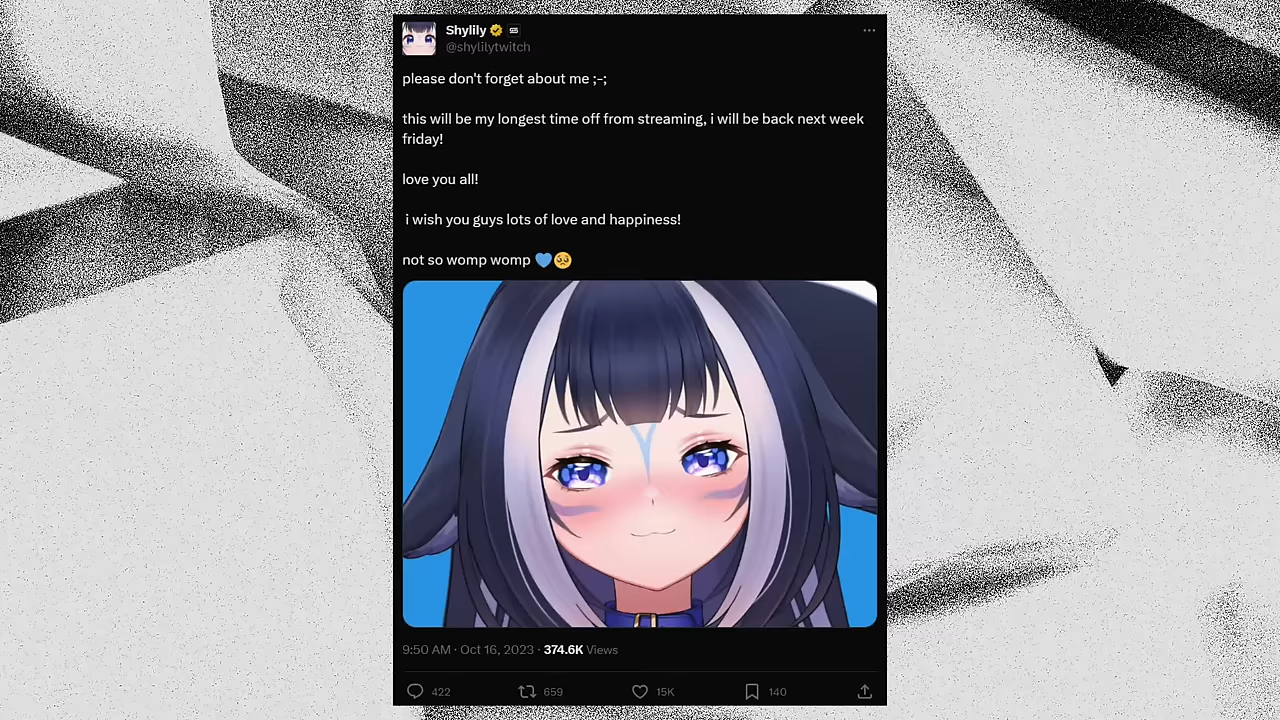 Shylily
@shylilytwitch
please don't forget about me ;-;
this will be my longest time off from streaming, i will be back next week
friday!
love you all!
i wish you guys lots of love and happiness!
not so womp womp 💙🥺
9:50 AM · Oct 16, 2023 · 374.6K Views
422 659 15K 140